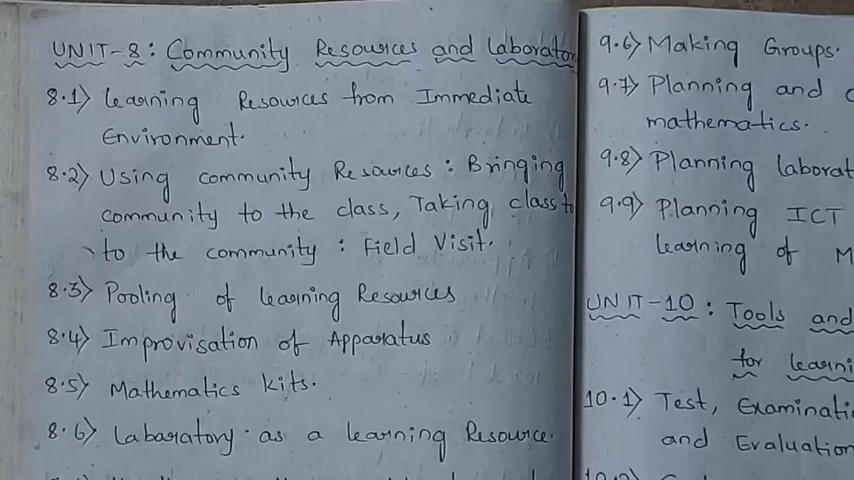 UNIT-8: Community Resources and Laborator
8.1) Learning Resources from Immediate
Environment.
8.2) Using community Resources: Bringing
community to the class, Taking class to
to the community: Field Visit.
8.3) Pooling of Learning Resources
8.4) Improvisation of Apparatus
8.5) Mathematics kits.
8.6) Labaratory as a learning Resource.
9.6) Making Groups.
9.7) Planning and
mathematics.
9.8) Planning laborat
9.9) Planning ICT
learning of M
UNIT-10: Tools and
for learni
10.1) Test, Examinati
and Evaluation